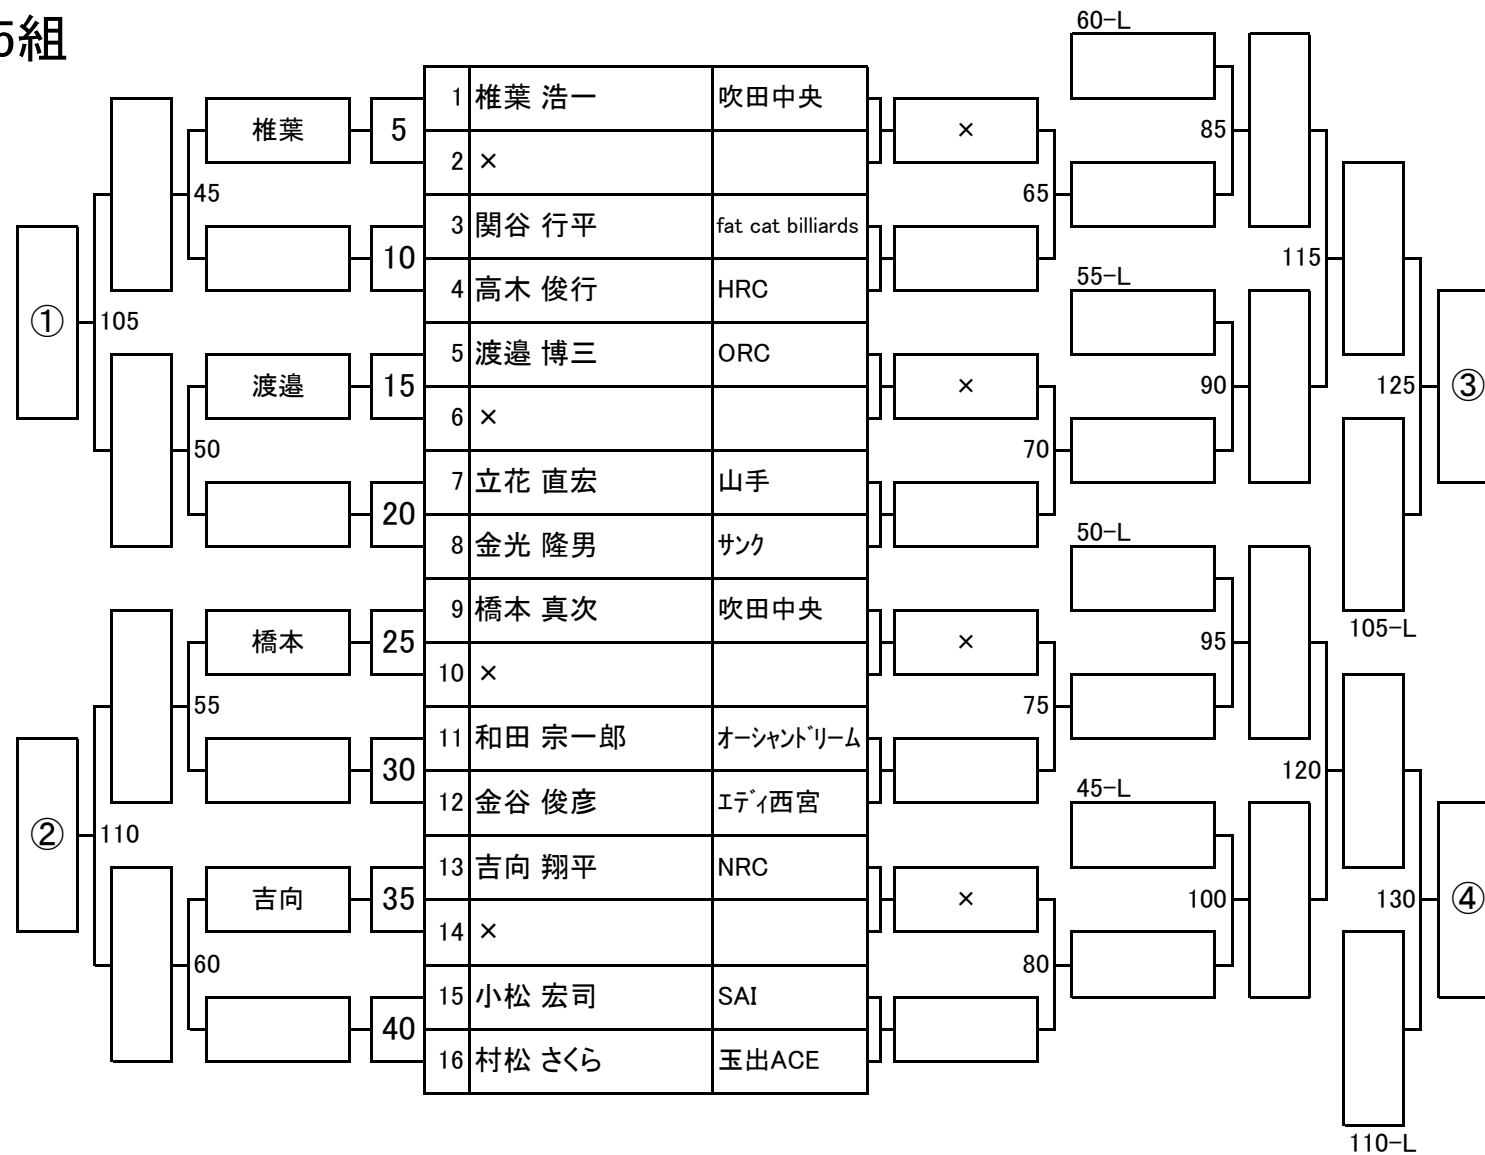 5組
60-L
1 椎葉 浩一 吹田中央
椎葉 5 × 85
2 ×
45 65
3 関谷 行平 fat cat billiards
10 115
4 高木 俊行 HRC 55-L
① 105
5 渡邉 博三 ORC
渡邉 15 × 90 125 ③
6 ×
50 70
7 立花 直宏 山手
20
8 金光 隆男 サンク 50-L
9 橋本 真次 吹田中央 105-L
橋本 25 × 95
10 ×
55 75
11 和田 宗一郎 オーシャンドリーム
30 120
12 金谷 俊彦 エディ西宮 45-L
② 110
13 吉向 翔平 NRC
吉向 35 × 100 130 ④
14 ×
60 80
15 小松 宏司 SAI
40
16 村松 さくら 玉出ACE
110-L